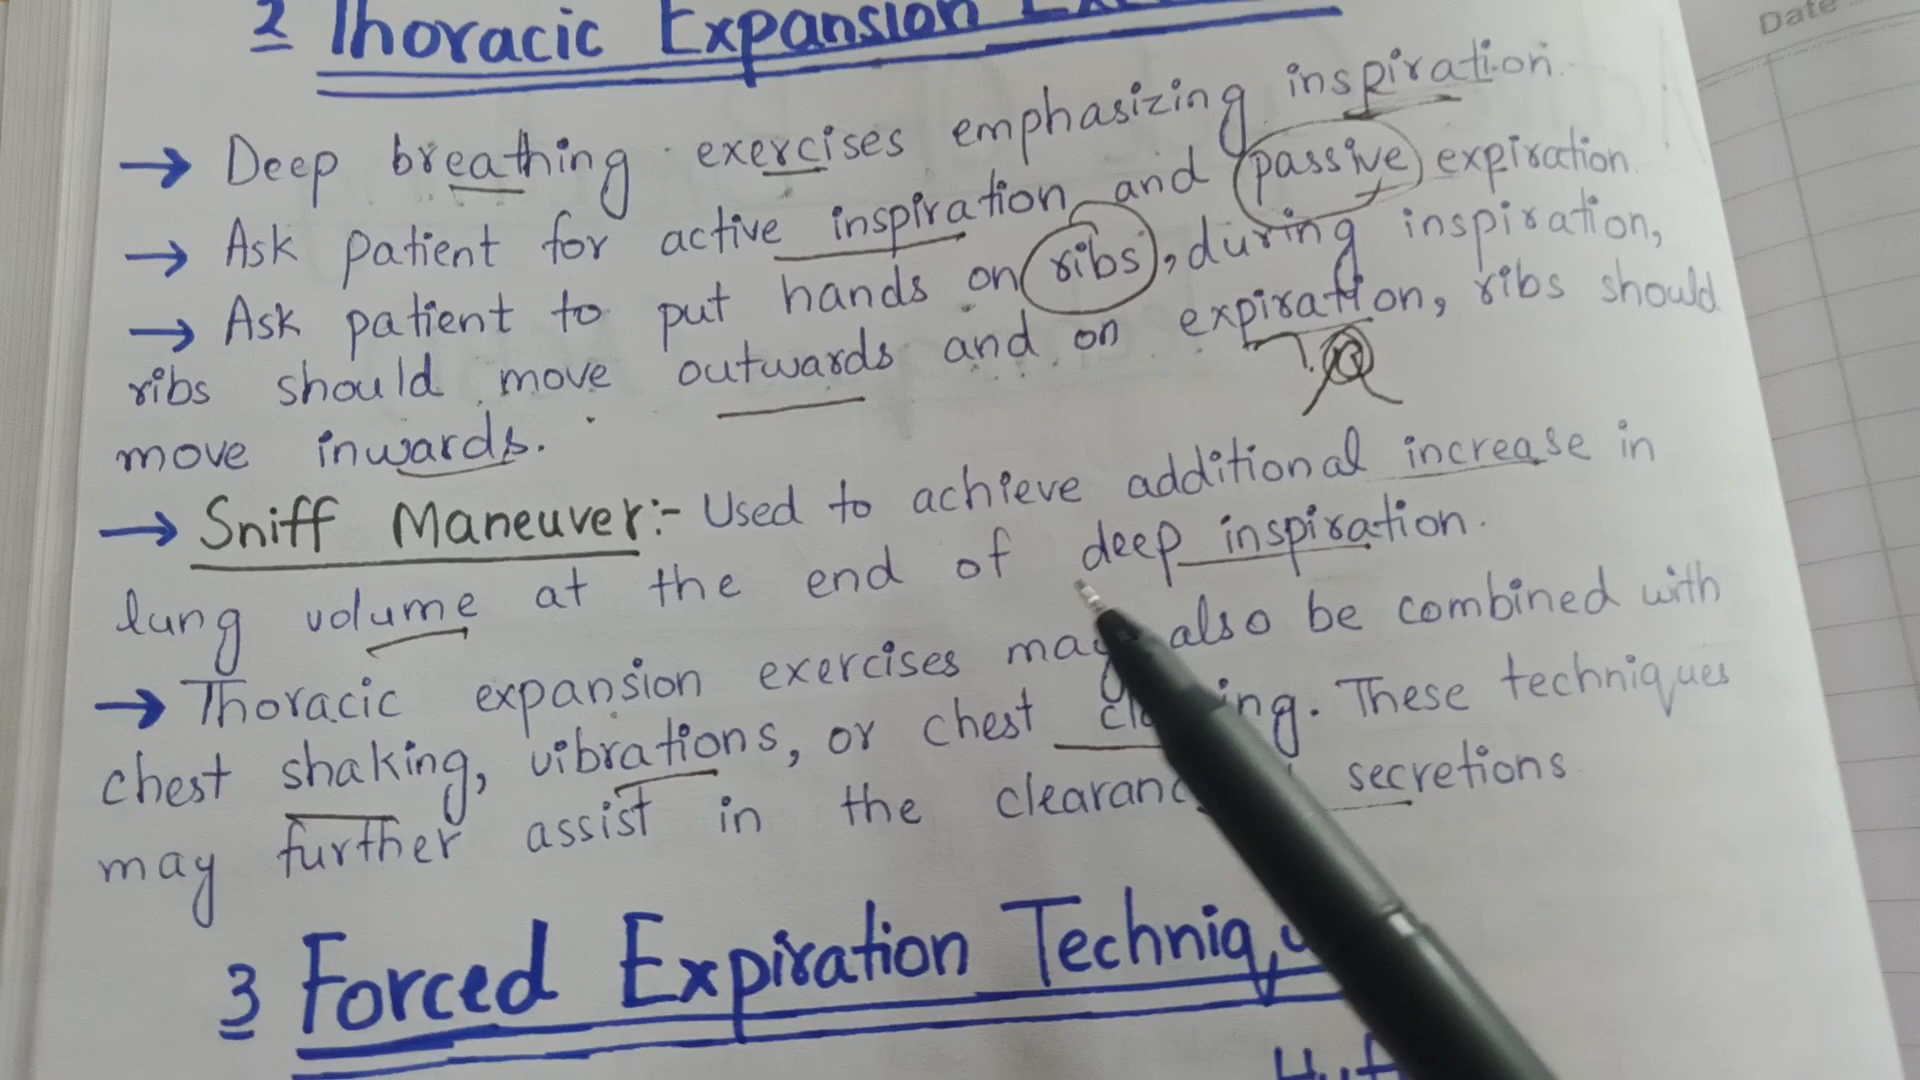 2 Thoracic Expansion
→ Deep breathing exercises emphasizing inspiration
→ Ask patient for active inspiration and passive expiration
→ Ask patient to put hands on ribs, during inspiration,
ribs should move outwards and on expiration, ribs should
move inwards.
→ Sniff Maneuver:- Used to achieve additional increase in
lung volume at the end of deep inspiration.
→ Thoracic expansion exercises may also be combined with
chest shaking, vibrations, or chest These techniques
may further assist in the secretions
3 Forced Expiration
Date